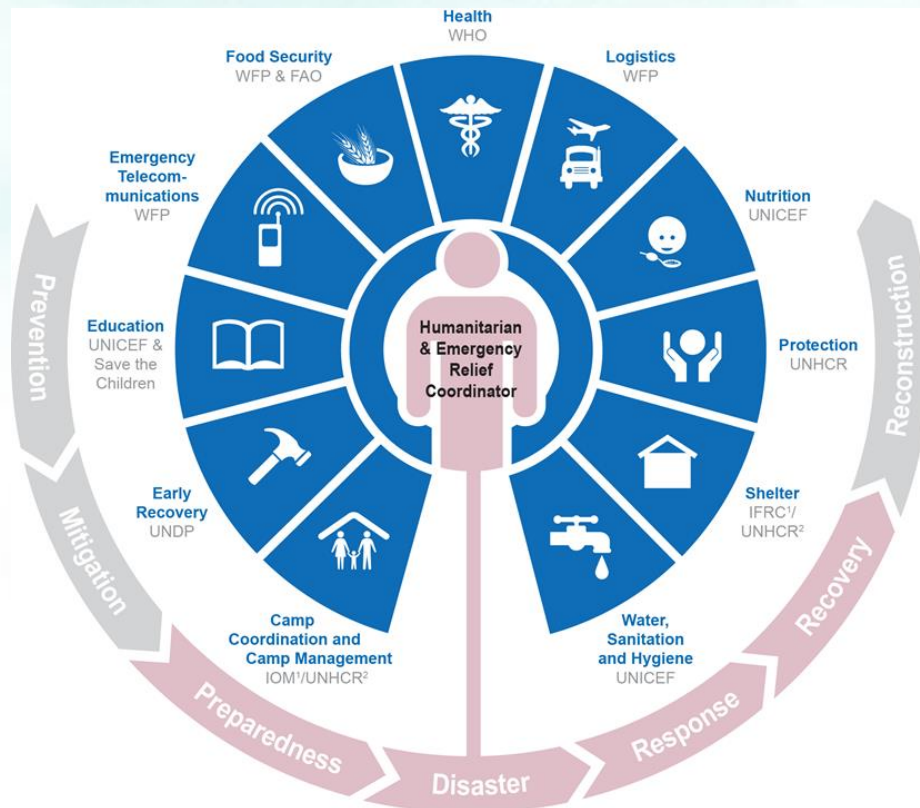 Health
WHO
Food Security
WFP & FAO
Logistics
WFP
Emergency
Telecom-
munications
WFP
Nutrition
UNICEF
Education
UNICEF &
Save the
Children
Humanitarian
& Emergency
Relief
Coordinator
Protection
UNHCR
Early
Recovery
UNDP
Shelter
IFRC¹/
UNHCR²
Camp
Coordination and
Camp Management
IOM¹/UNHCR²
Water,
Sanitation
and Hygiene
UNICEF
Prevention
Mitigation
Preparedness
Disaster
Response
Recovery
Reconstruction